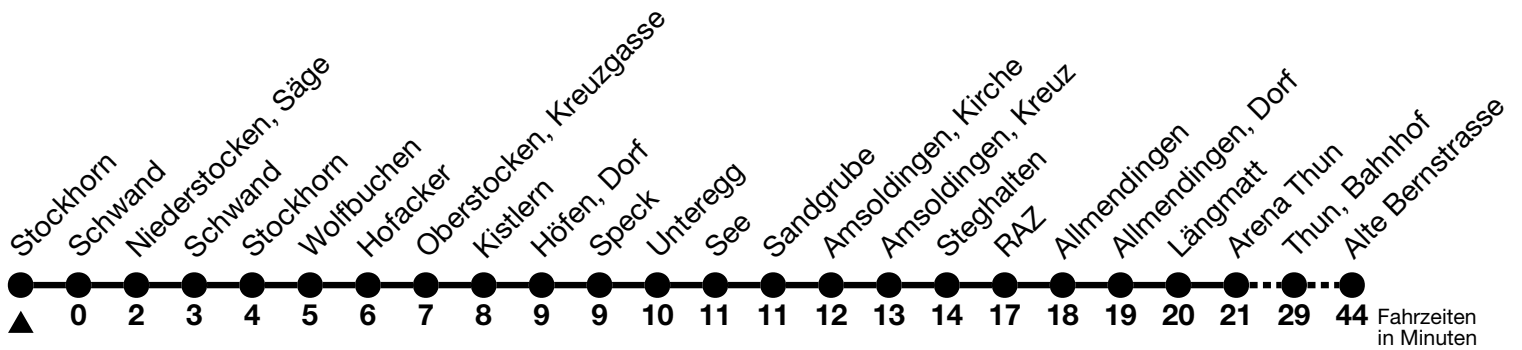 Stockhorn
Schwand
Niederstocken, Säge
Schwand
Stockhorn
Wolfbuchen
Hofacker
Oberstocken, Kreuzgasse
Kistlern
Höfen, Dorf
Speck
Unteregg
See
Sandgrube
Amsoldingen, Kirche
Amsoldingen, Kreuz
Steghalten
RAZ
Allmendingen
Allmendingen, Dorf
Längmatt
Arena Thun
Thun, Bahnhof
Alte Bernstrasse
0 2 3 4 5 6 7 8 9 9 10 11 11 12 13 14 17 18 19 20 21 29 44 Fahrzeiten
in Minuten